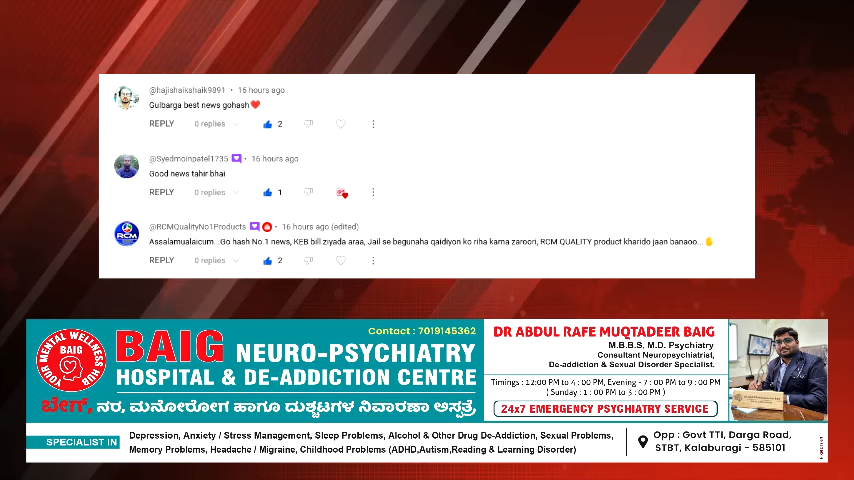 @hajishaikshaik9891 • 16 hours ago
Gulbarga best news gohash❤️
REPLY 0 replies 2
@Syedmoinpatel1735 • 16 hours ago
Good news tahir bhai
REPLY 0 replies 1
@RCMQualityNo1Products • 16 hours ago (edited)
Assalamualaicum...Go hash No.1 news, KEB bill ziyada araa, Jail se begunaha qaidiyon ko riha karna zaroori, RCM QUALITY product kharido jaan banaoo...✋
REPLY 0 replies 2
RCM
Contact : 7019145362
YOUR MENTAL WELLNESS HUB
BAIG
BAIG NEURO-PSYCHIATRY
HOSPITAL & DE-ADDICTION CENTRE
ಬೇಗ್, ನರ, ಮನೋರೋಗ ಹಾಗೂ ದುಶ್ಚಟಗಳ ನಿವಾರಣಾ ಆಸ್ಪತ್ರೆ
DR ABDUL RAFE MUQTADEER BAIG
M.B.B.S, M.D. Psychiatry
Consultant Neuropsychiatrist,
De-addiction & Sexual Disorder Specialist.
Timings : 12:00 PM to 4 : 00 PM, Evening - 7 : 00 PM to 9 : 00 PM
( Sunday : 1 : 00 PM to 3 : 00 PM )
24x7 EMERGENCY PSYCHIATRY SERVICE
SPECIALIST IN
Depression, Anxiety / Stress Management, Sleep Problems, Alcohol & Other Drug De-Addiction, Sexual Problems,
Memory Problems, Headache / Migraine, Childhood Problems (ADHD,Autism,Reading & Learning Disorder)
Opp : Govt TTI, Darga Road,
STBT, Kalaburagi - 585101